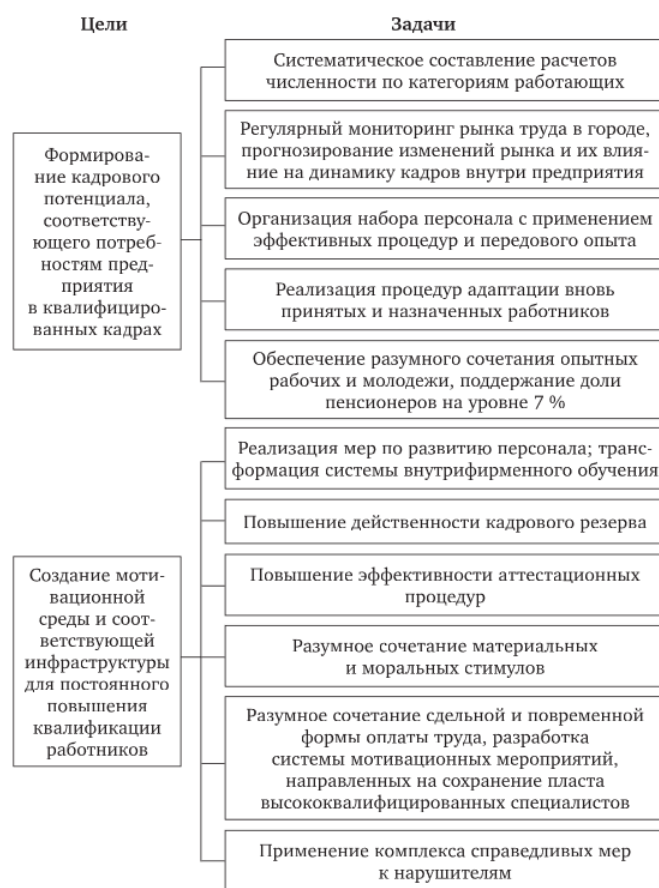 Цели
Задачи
Формирова-
ние кадрового
потенциала,
соответству-
ющего потреб-
ностям пред-
приятия
в квалифициро-
ванных кадрах
Систематическое составление расчетов
численности по категориям работающих
Регулярный мониторинг рынка труда в городе,
прогнозирование изменений рынка и их влия-
ние на динамику кадров внутри предприятия
Организация набора персонала с применением
эффективных процедур и передового опыта
Реализация процедур адаптации вновь
принятых и назначенных работников
Обеспечение разумного сочетания опытных
рабочих и молодежи, поддержание доли
пенсионеров на уровне 7 %
Создание моти-
вационной
среды и соот-
ветствующей
инфраструктуры
для постоянного
повышения
квалификации
работников
Реализация мер по развитию персонала; транс-
формация системы внутрифирменного обучения
Повышение действенности кадрового резерва
Повышение эффективности аттестационных
процедур
Разумное сочетание материальных
и моральных стимулов
Разумное сочетание сдельной и повременной
формы оплаты труда, разработка
системы мотивационных мероприятий,
направленных на сохранение пласта
высококвалифицированных специалистов
Применение комплекса справедливых мер
к нарушителям